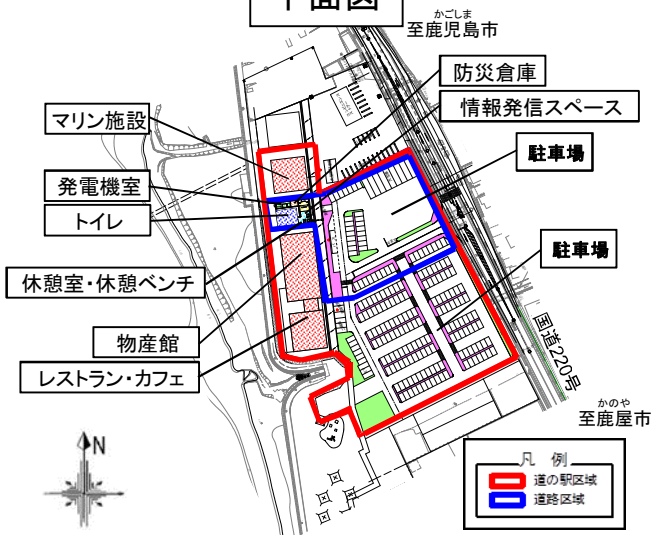 平面図
かごしま
至鹿児島市
防災倉庫
情報発信スペース
マリン施設
駐車場
発電機室
トイレ
駐車場
休憩室・休憩ベンチ
物産館
レストラン・カフェ
国道220号
かのや
至鹿屋市
N
凡 例
道の駅区域
道路区域